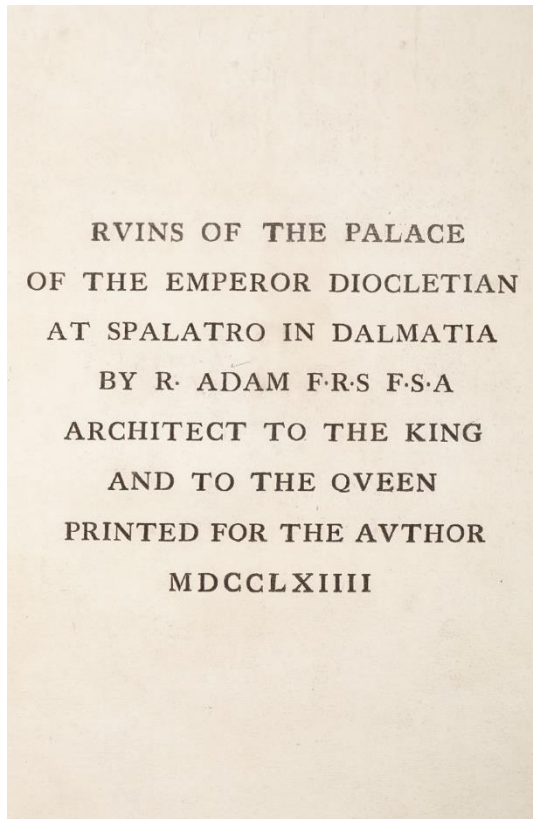 RVINS OF THE PALACE
OF THE EMPEROR DIOCLETIAN
AT SPALATRO IN DALMATIA
BY R· ADAM F·R·S F·S·A
ARCHITECT TO THE KING
AND TO THE QVEEN
PRINTED FOR THE AVTHOR
MDCCLXIIII